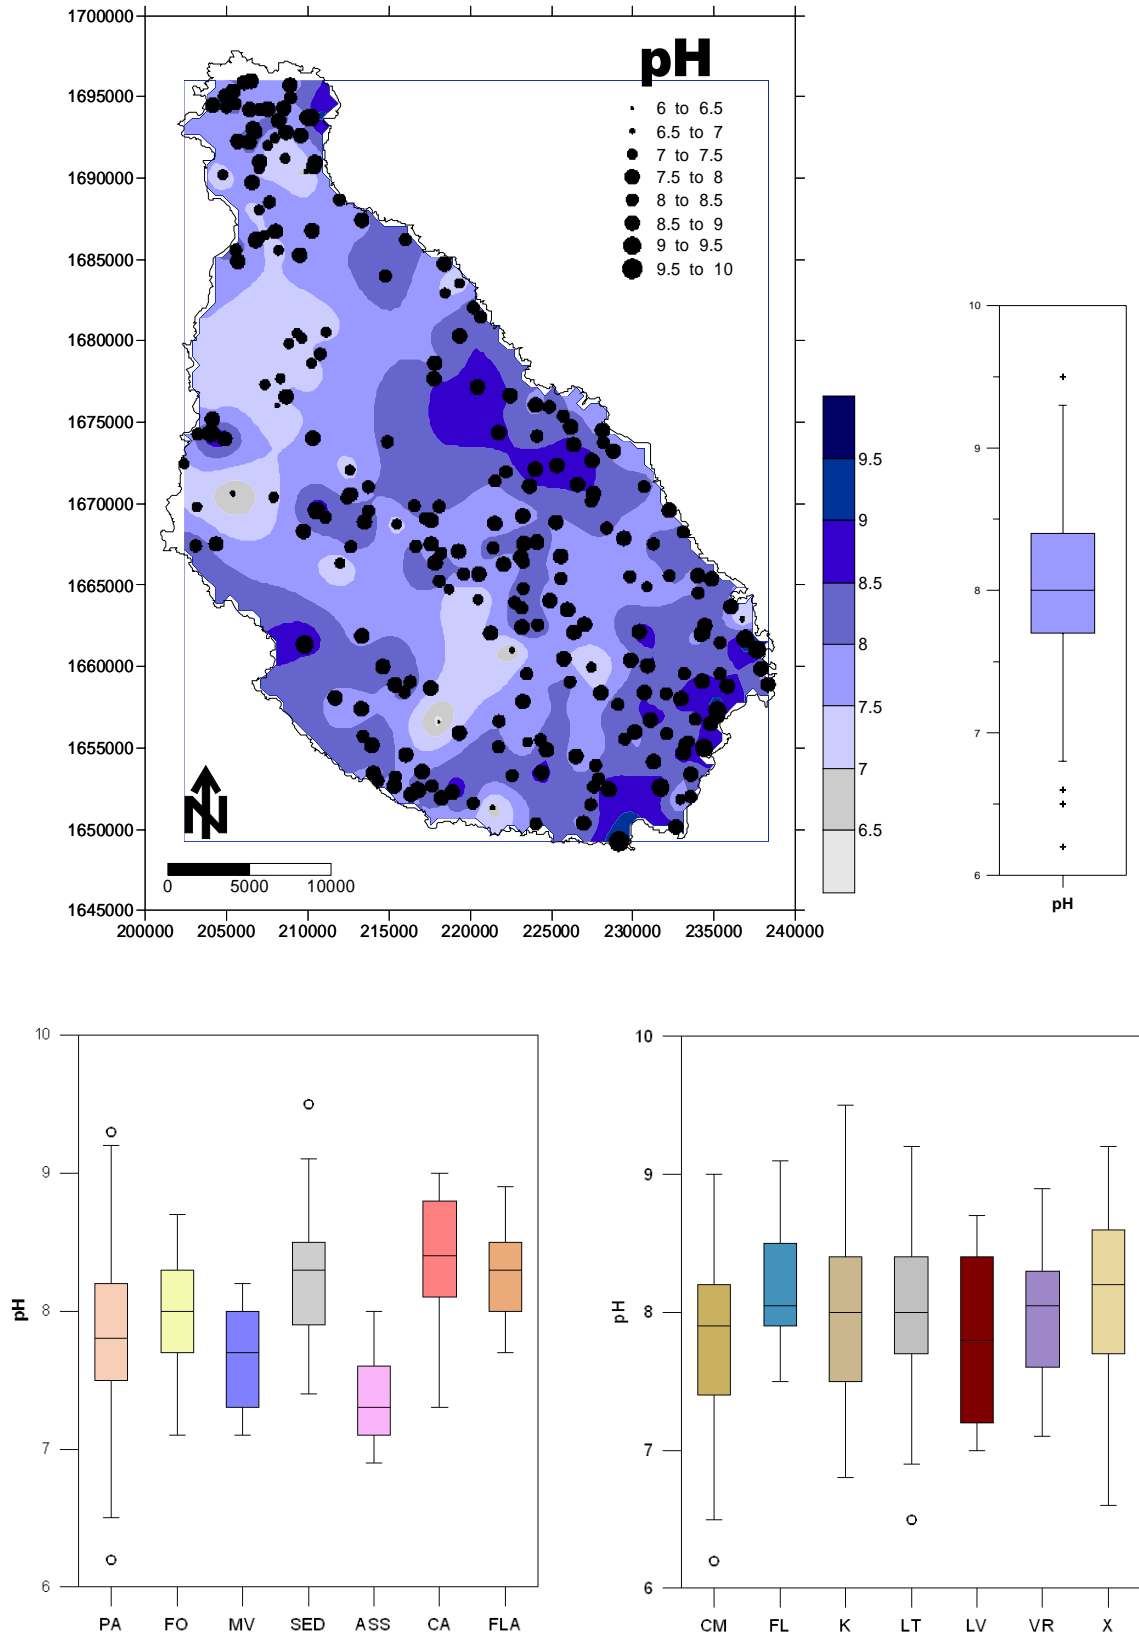 1700000
1695000
1690000
1685000
1680000
1675000
1670000
1665000
1660000
1655000
1650000
1645000
200000 205000 210000 215000 220000 225000 230000 235000 240000
pH
6 to 6.5
6.5 to 7
7 to 7.5
7.5 to 8
8 to 8.5
8.5 to 9
9 to 9.5
9.5 to 10
N
0 5000 10000
9.5
9
8.5
8
7.5
7
6.5
10
9
8
7
6
pH
10
9
8
7
6
pH
PA FO MV SED ASS CA FLA
10
9
8
7
6
pH
CM FL K LT LV VR X